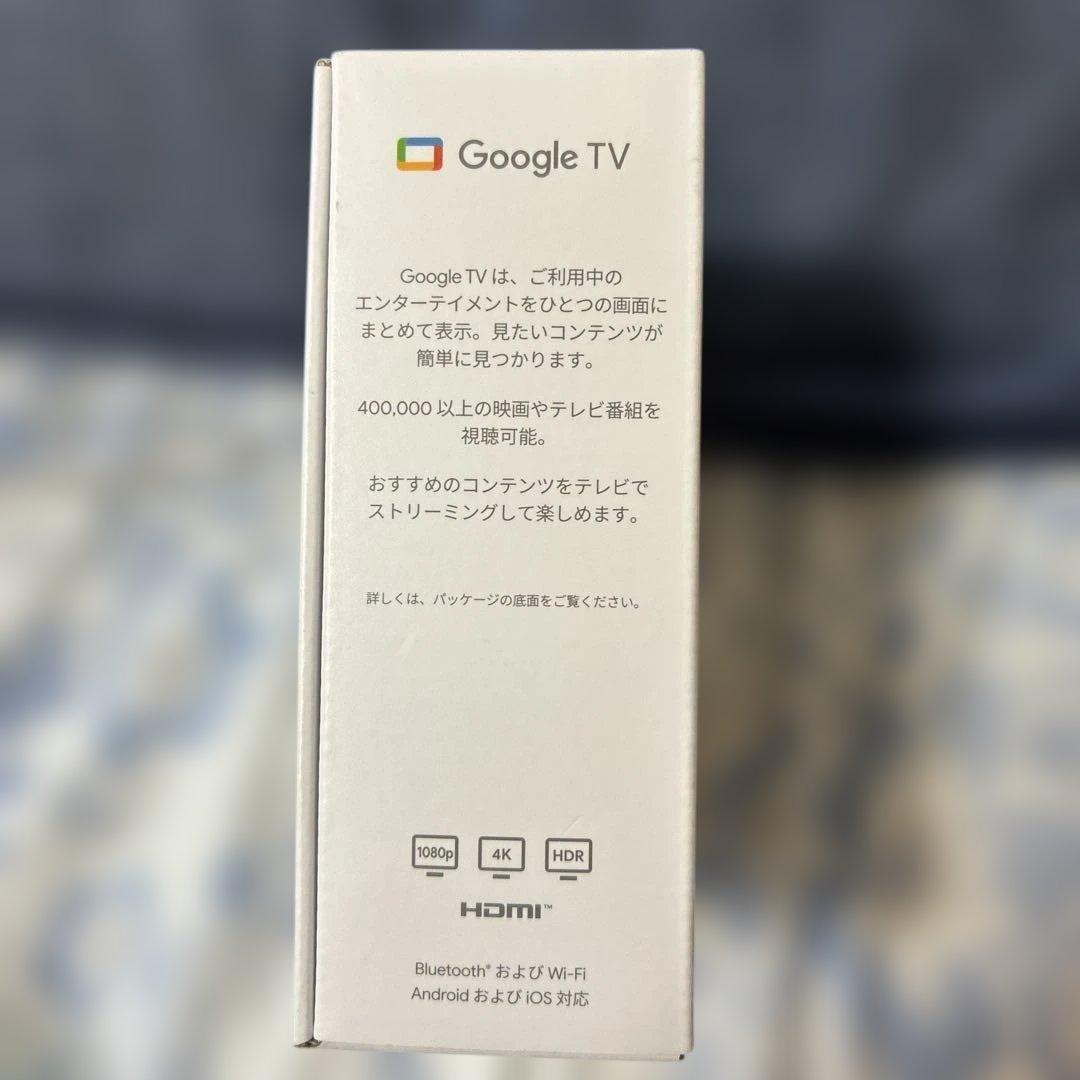 Google TV
Google TV は、ご利用中の
エンターテイメントをひとつの画面に
まとめて表示。見たいコンテンツが
簡単に見つかります。
400,000 以上の映画やテレビ番組を
視聴可能。
おすすめのコンテンツをテレビで
ストリーミングして楽しめます。
詳しくは、パッケージの底面をご覧ください。
1080p 4K HDR
HDMI™
Bluetooth® および Wi-Fi
Android および iOS 対応